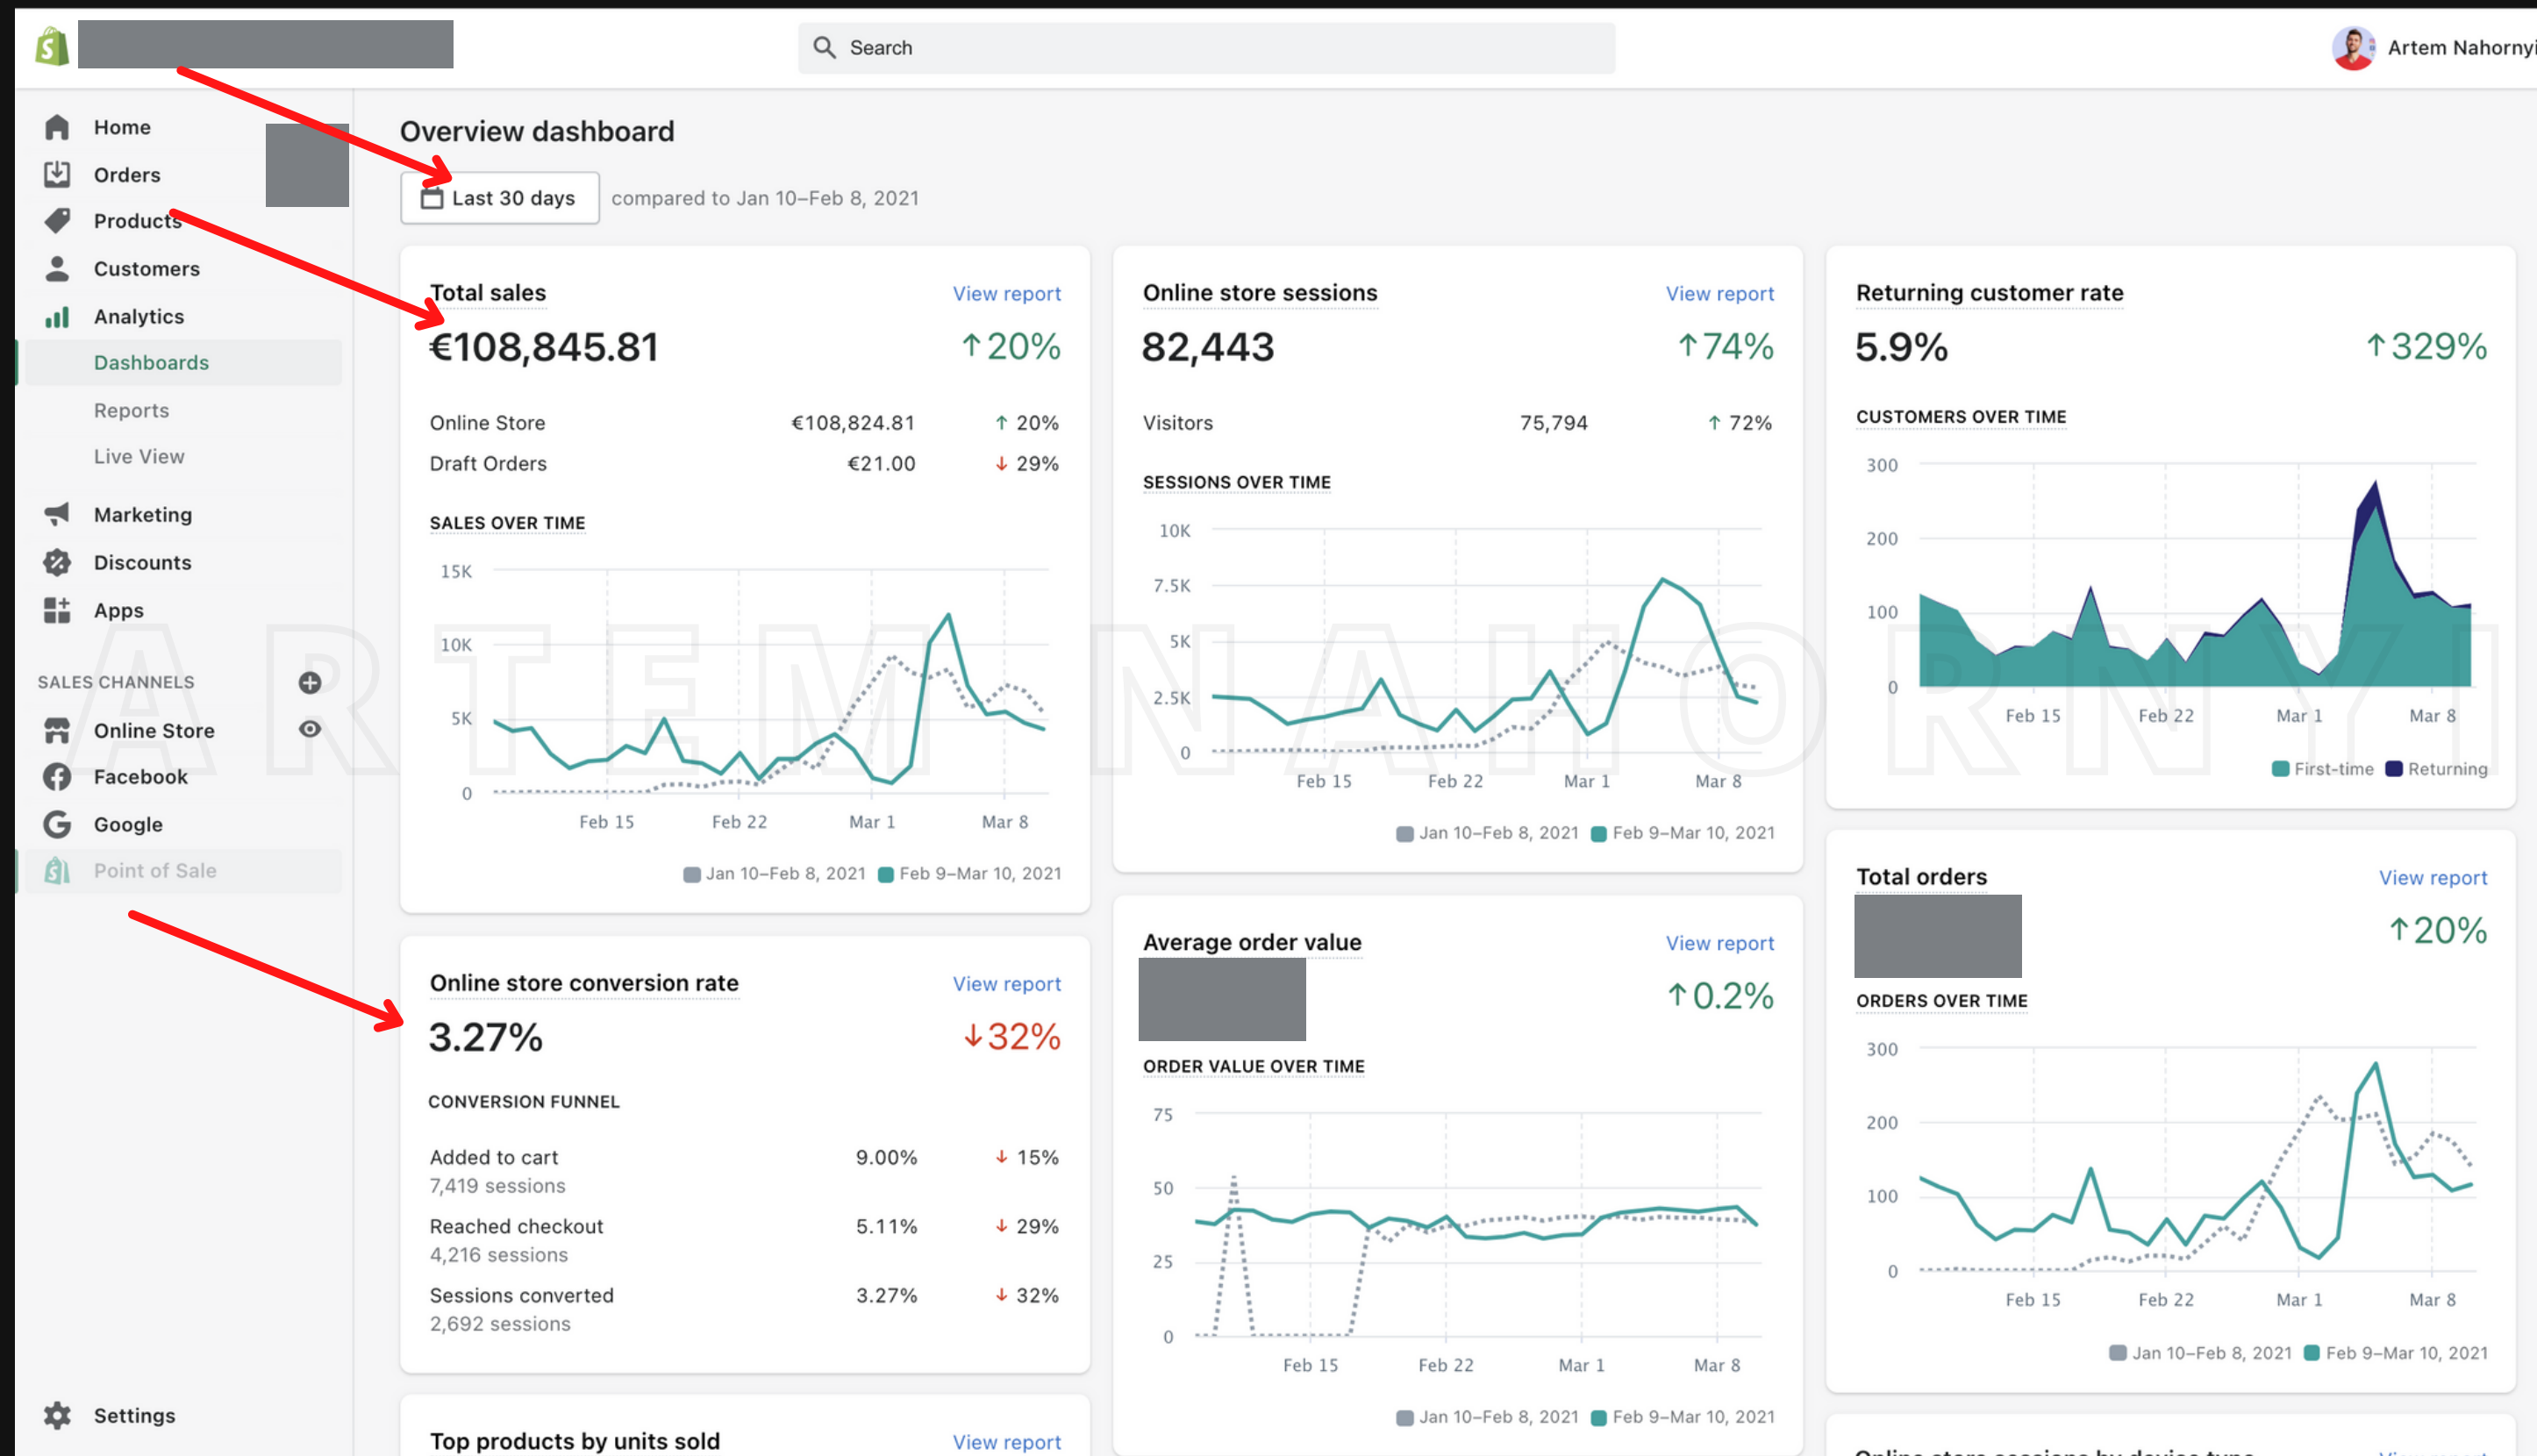 Search
Artem Nahornyi
Home
Orders
Products
Customers
Analytics
Dashboards
Reports
Live View
Marketing
Discounts
Apps
SALES CHANNELS
Online Store
Facebook
Google
Point of Sale
Settings
Overview dashboard
Last 30 days compared to Jan 10–Feb 8, 2021
Total sales View report
€108,845.81 ↑20%
Online Store €108,824.81 ↑ 20%
Draft Orders €21.00 ↓ 29%
SALES OVER TIME
15K
10K
5K
0
Feb 15 Feb 22 Mar 1 Mar 8
Jan 10–Feb 8, 2021 Feb 9–Mar 10, 2021
Online store conversion rate View report
3.27% ↓32%
CONVERSION FUNNEL
Added to cart 9.00% ↓ 15%
7,419 sessions
Reached checkout 5.11% ↓ 29%
4,216 sessions
Sessions converted 3.27% ↓ 32%
2,692 sessions
Top products by units sold View report
Online store sessions View report
82,443 ↑74%
Visitors 75,794 ↑ 72%
SESSIONS OVER TIME
10K
7.5K
5K
2.5K
0
Feb 15 Feb 22 Mar 1 Mar 8
Jan 10–Feb 8, 2021 Feb 9–Mar 10, 2021
Average order value View report
↑0.2%
ORDER VALUE OVER TIME
75
50
25
0
Feb 15 Feb 22 Mar 1 Mar 8
Jan 10–Feb 8, 2021 Feb 9–Mar 10, 2021
Returning customer rate
5.9% ↑329%
CUSTOMERS OVER TIME
300
200
100
0
Feb 15 Feb 22 Mar 1 Mar 8
First-time Returning
Total orders View report
↑20%
ORDERS OVER TIME
300
200
100
0
Feb 15 Feb 22 Mar 1 Mar 8
Jan 10–Feb 8, 2021 Feb 9–Mar 10, 2021
Online store sessions by device type View report
ARTEM NAHORNYI